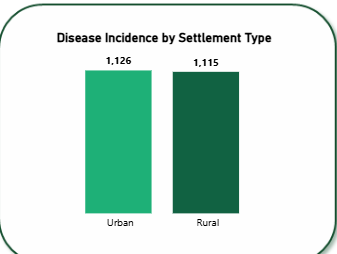 Disease Incidence by Settlement Type
1,126
1,115
Urban
Rural